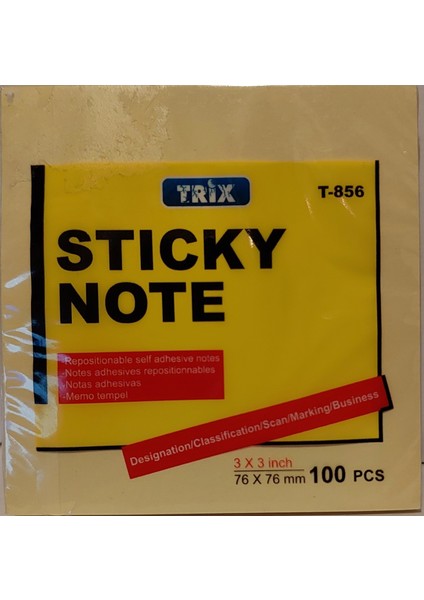 TRIX
T-856
STICKY
NOTE
-Repositionable self adhesive notes
-Notes adhesives repositionnables
-Notas adhesivas
-Memo tempel
Designation/Classification/Scan/Marking/Business
3 X 3 inch
76 X 76 mm 100 PCS